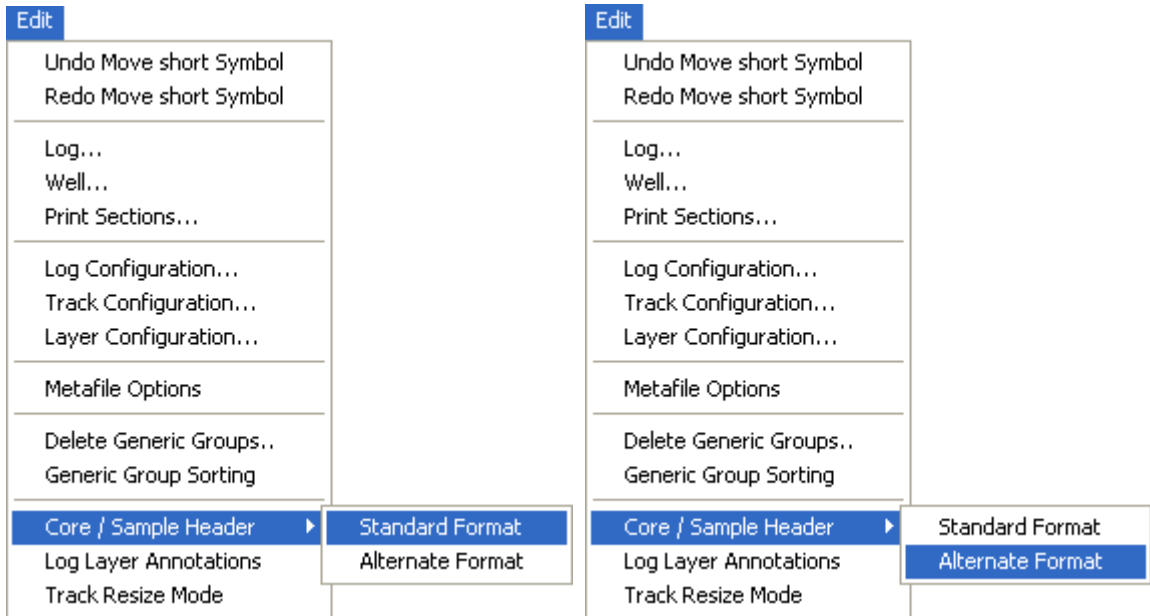 Edit
Undo Move short Symbol
Redo Move short Symbol
Log...
Well...
Print Sections...
Log Configuration...
Track Configuration...
Layer Configuration...
Metafile Options
Delete Generic Groups..
Generic Group Sorting
Core / Sample Header
Standard Format
Log Layer Annotations
Alternate Format
Track Resize Mode
Edit
Undo Move short Symbol
Redo Move short Symbol
Log...
Well...
Print Sections...
Log Configuration...
Track Configuration...
Layer Configuration...
Metafile Options
Delete Generic Groups..
Generic Group Sorting
Core / Sample Header
Standard Format
Log Layer Annotations
Alternate Format
Track Resize Mode